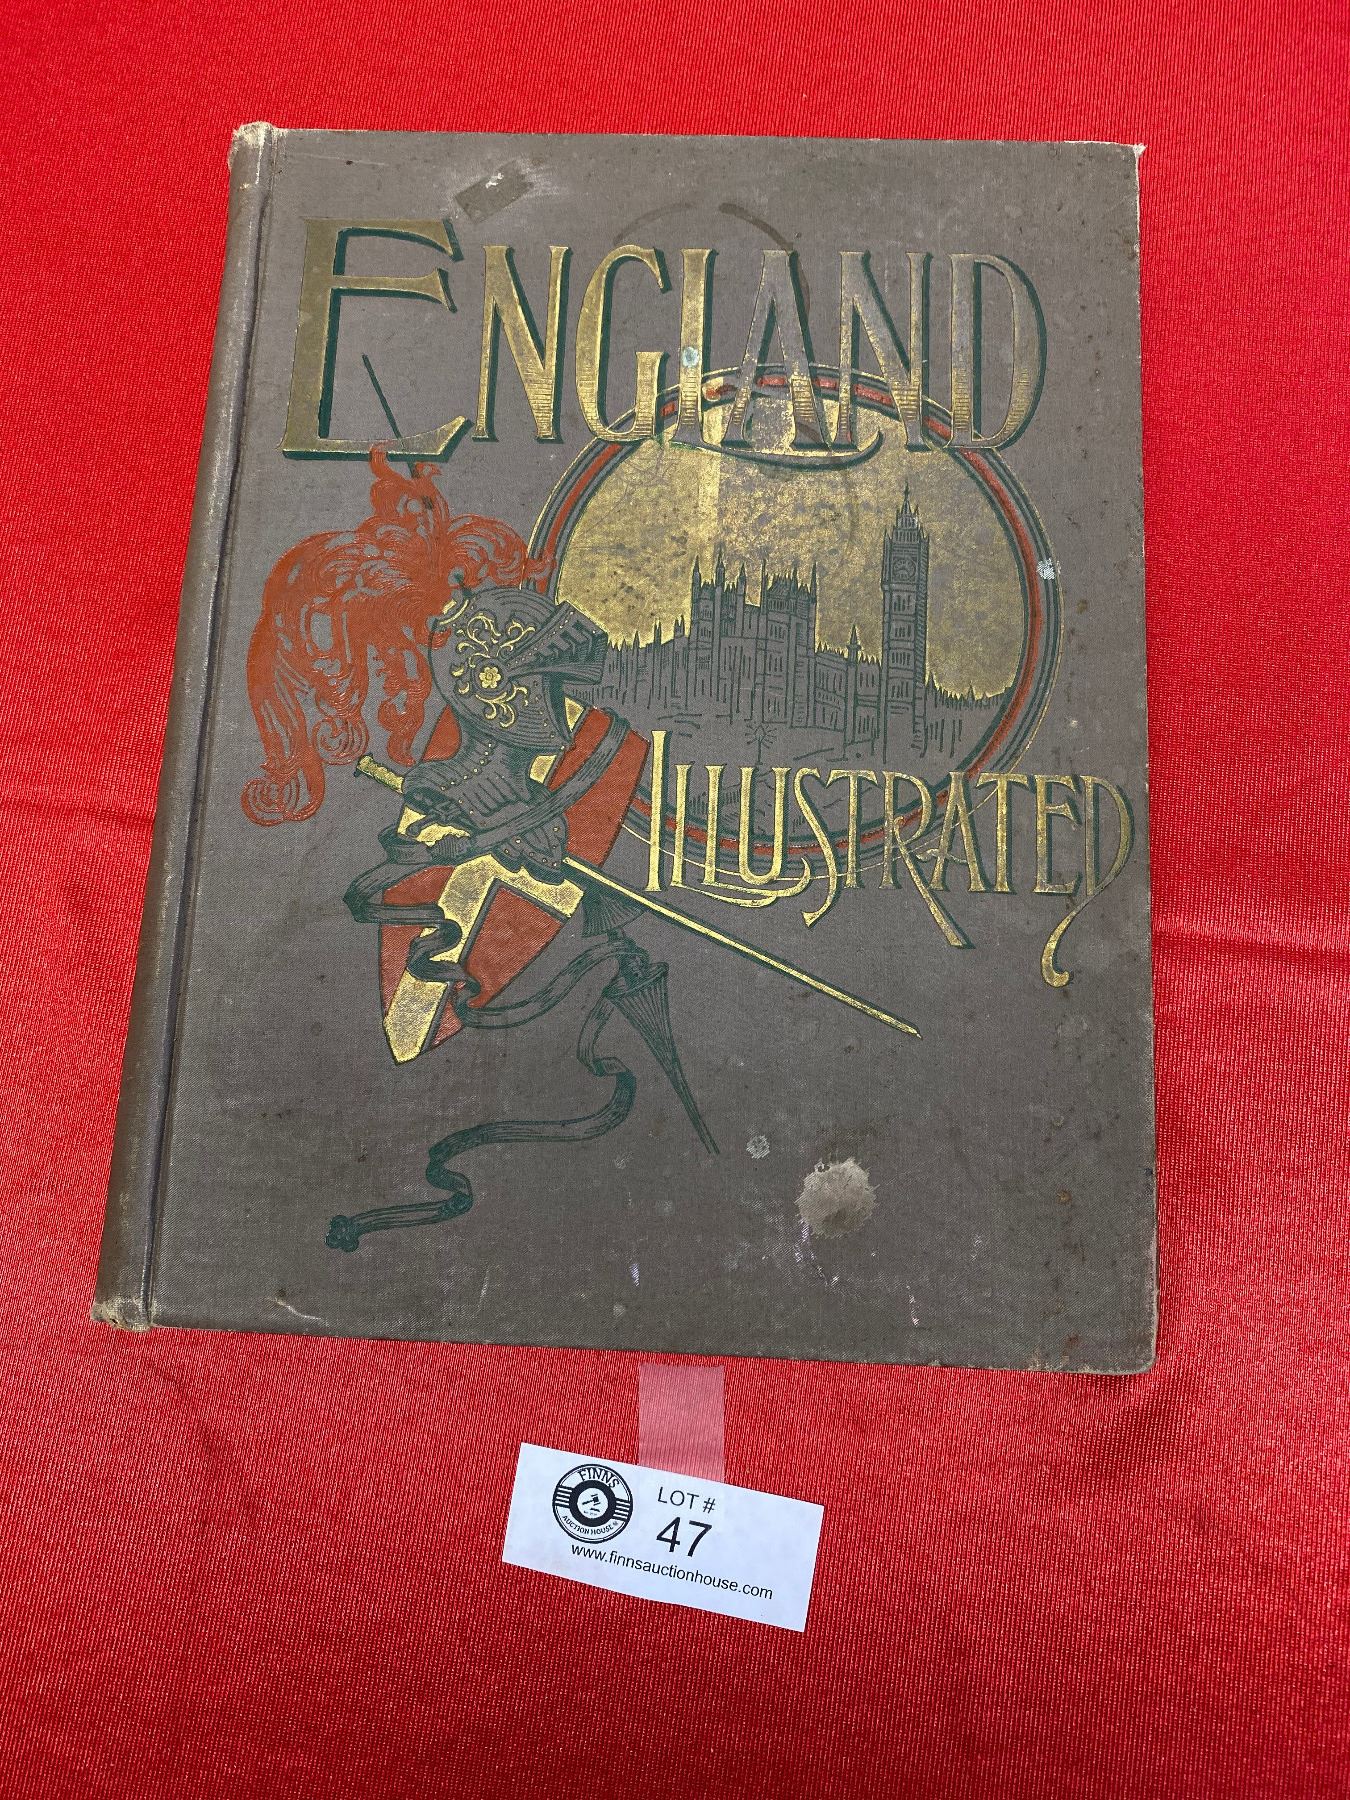 ENGLAND
ILLUSTRATED
FINNS
AUCTION HOUSE
LOT #
47
www.finnsauctionhouse.com